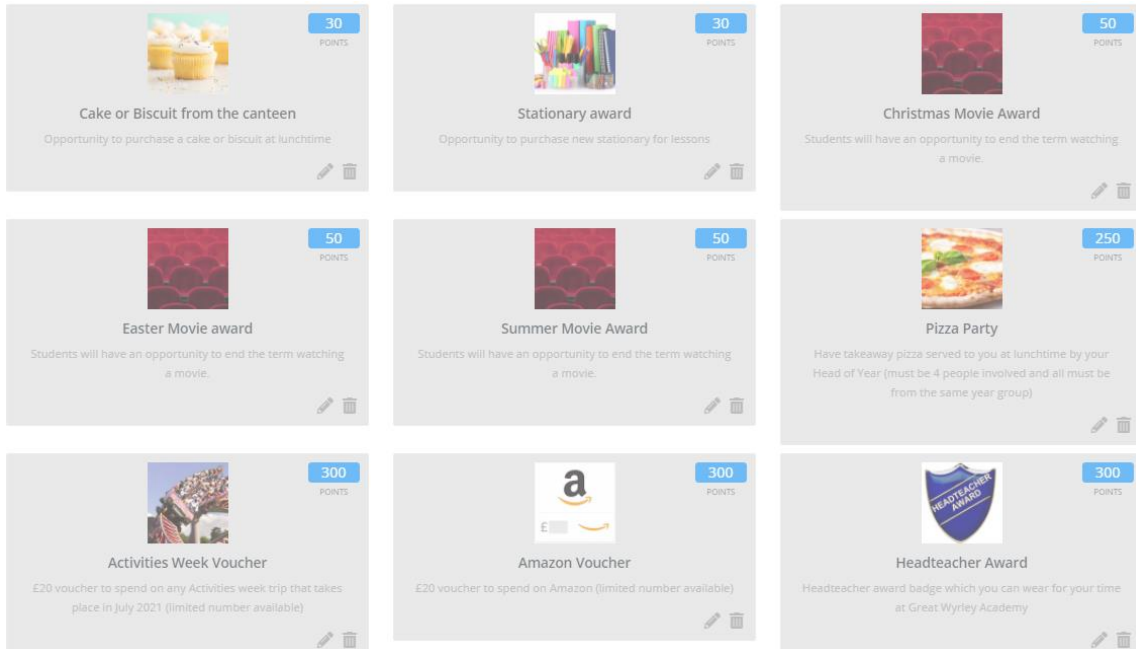 30
POINTS
Cake or Biscuit from the canteen
Opportunity to purchase a cake or biscuit at lunchtime
30
POINTS
Stationary award
Opportunity to purchase new stationary for lessons
50
POINTS
Christmas Movie Award
Students will have an opportunity to end the term watching
a movie.
50
POINTS
Easter Movie award
Students will have an opportunity to end the term watching
a movie.
50
POINTS
Summer Movie Award
Students will have an opportunity to end the term watching
a movie.
250
POINTS
Pizza Party
Have takeaway pizza served to you at lunchtime by your
Head of Year (must be 4 people involved and all must be
from the same year group)
300
POINTS
Activities Week Voucher
£20 voucher to spend on any Activities week trip that takes
place in July 2021 (limited number available)
a
£
300
POINTS
Amazon Voucher
£20 voucher to spend on Amazon (limited number available)
HEADTEACHER
AWARD
300
POINTS
Headteacher Award
Headteacher award badge which you can wear for your time
at Great Wyrley Academy